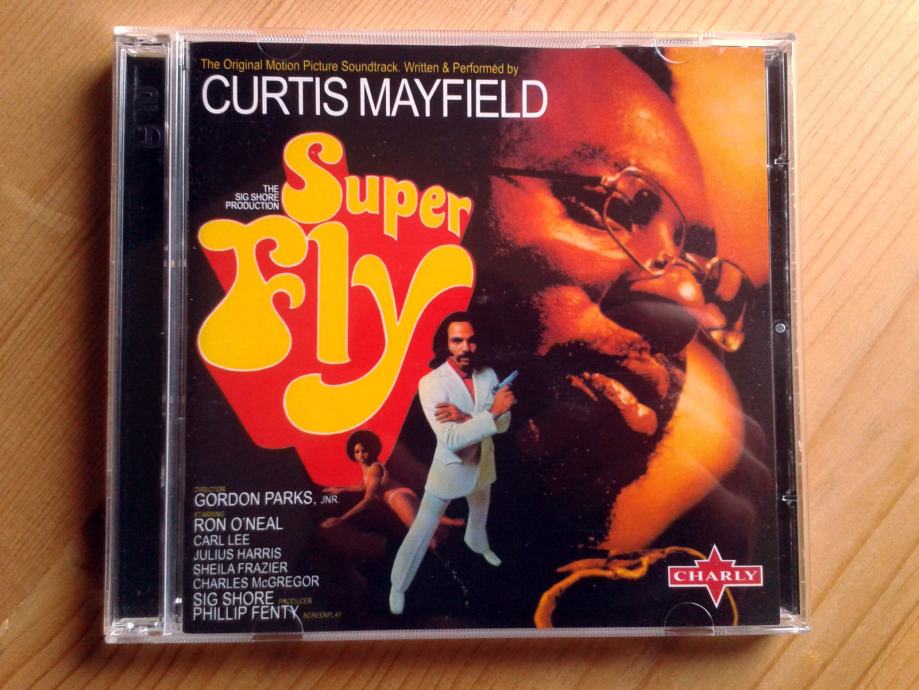 The Original Motion Picture Soundtrack. Written & Performed by
CURTIS MAYFIELD
THE
SIG SHORE
PRODUCTION
Super
Fly
DIRECTOR
GORDON PARKS, JNR.
STARRING
RON O'NEAL
CARL LEE
JULIUS HARRIS
SHEILA FRAZIER
CHARLES McGREGOR
SIG SHORE PRODUCER
PHILLIP FENTY SCREENPLAY
CHARLY